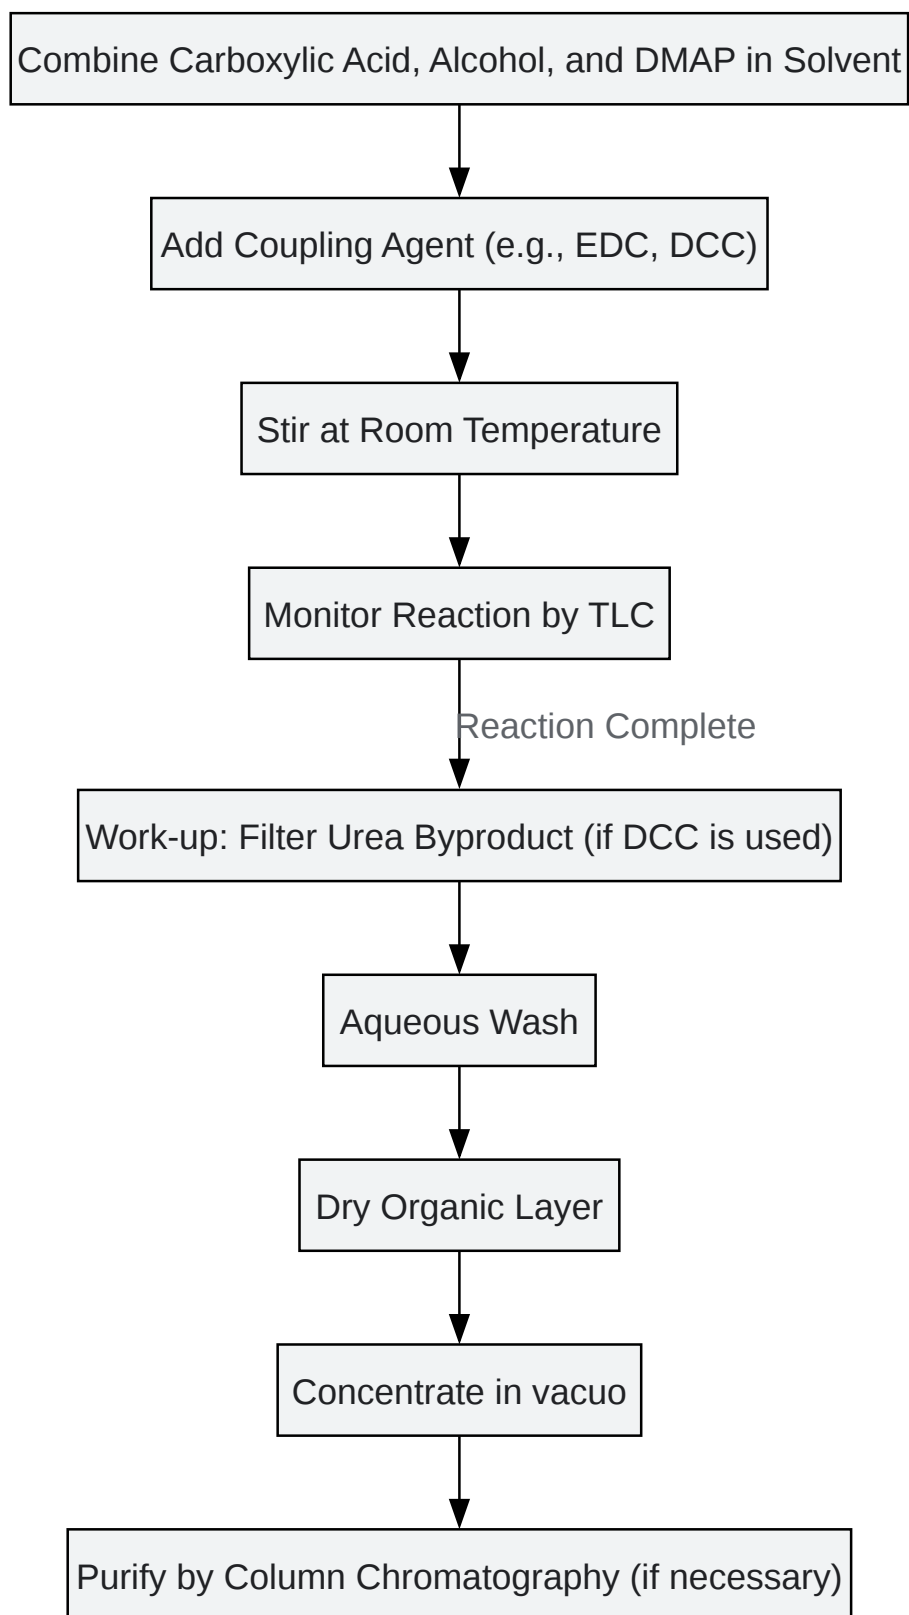 Combine Carboxylic Acid, Alcohol, and DMAP in Solvent
Add Coupling Agent (e.g., EDC, DCC)
Stir at Room Temperature
Monitor Reaction by TLC
Reaction Complete
Work-up: Filter Urea Byproduct (if DCC is used)
Aqueous Wash
Dry Organic Layer
Concentrate in vacuo
Purify by Column Chromatography (if necessary)